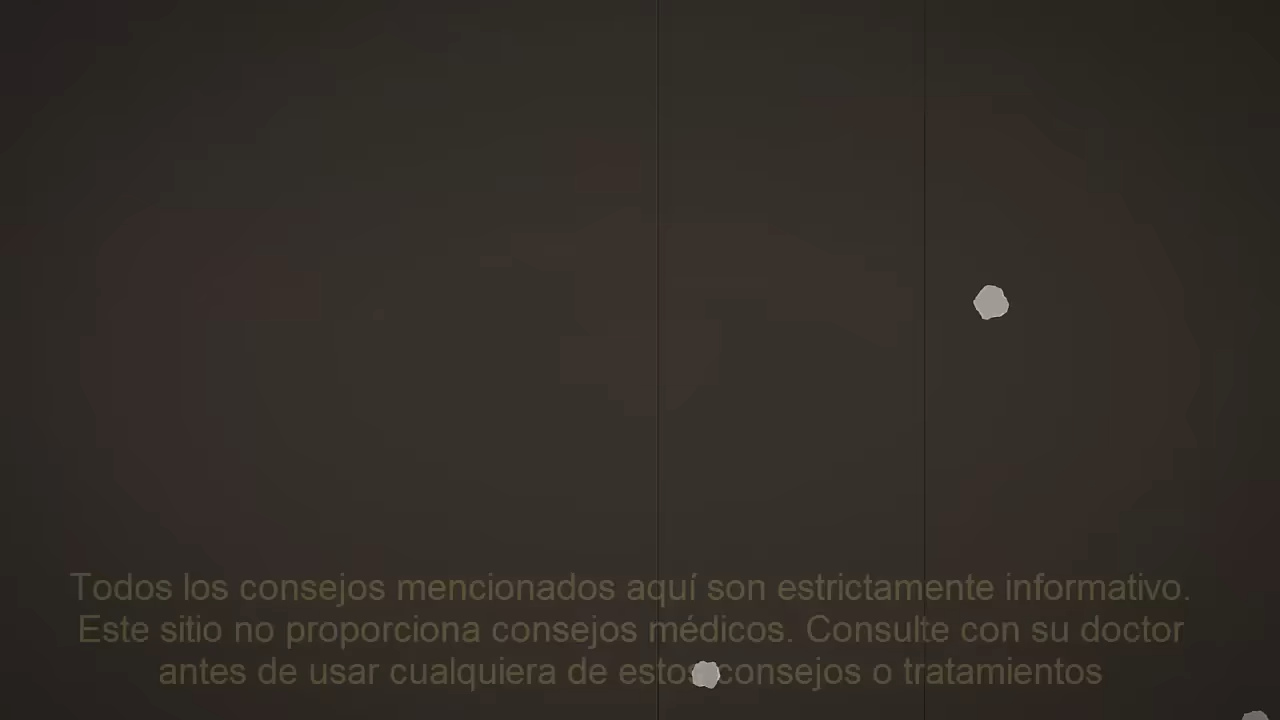 Todos los consejos mencionados aquí son estrictamente informativo.
Este sitio no proporciona consejos médicos. Consulte con su doctor
antes de usar cualquiera de estos consejos o tratamientos